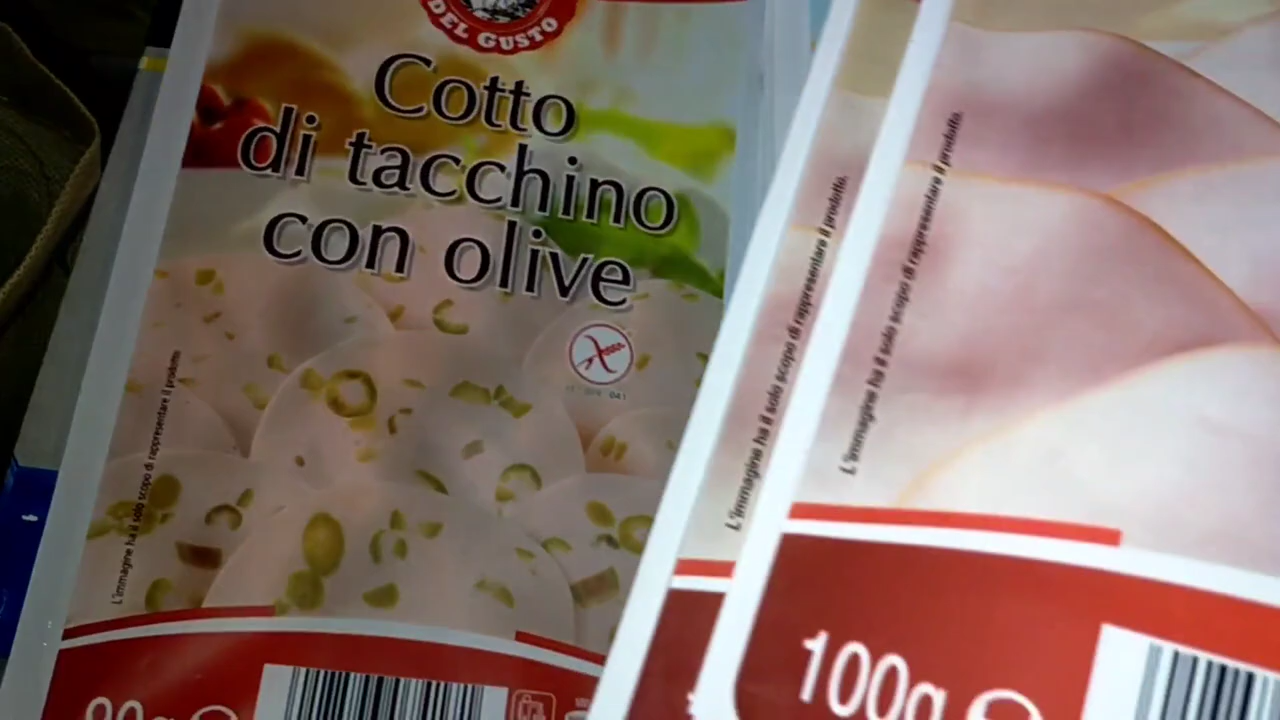 DEL GUSTO
Cotto
di tacchino
con olive
L'immagine ha il solo scopo di rappresentare il prodotto.
L'immagine ha il solo scopo di rappresentare il prodotto.
L'immagine ha il solo scopo di rappresentare il prodotto.
90g
100g